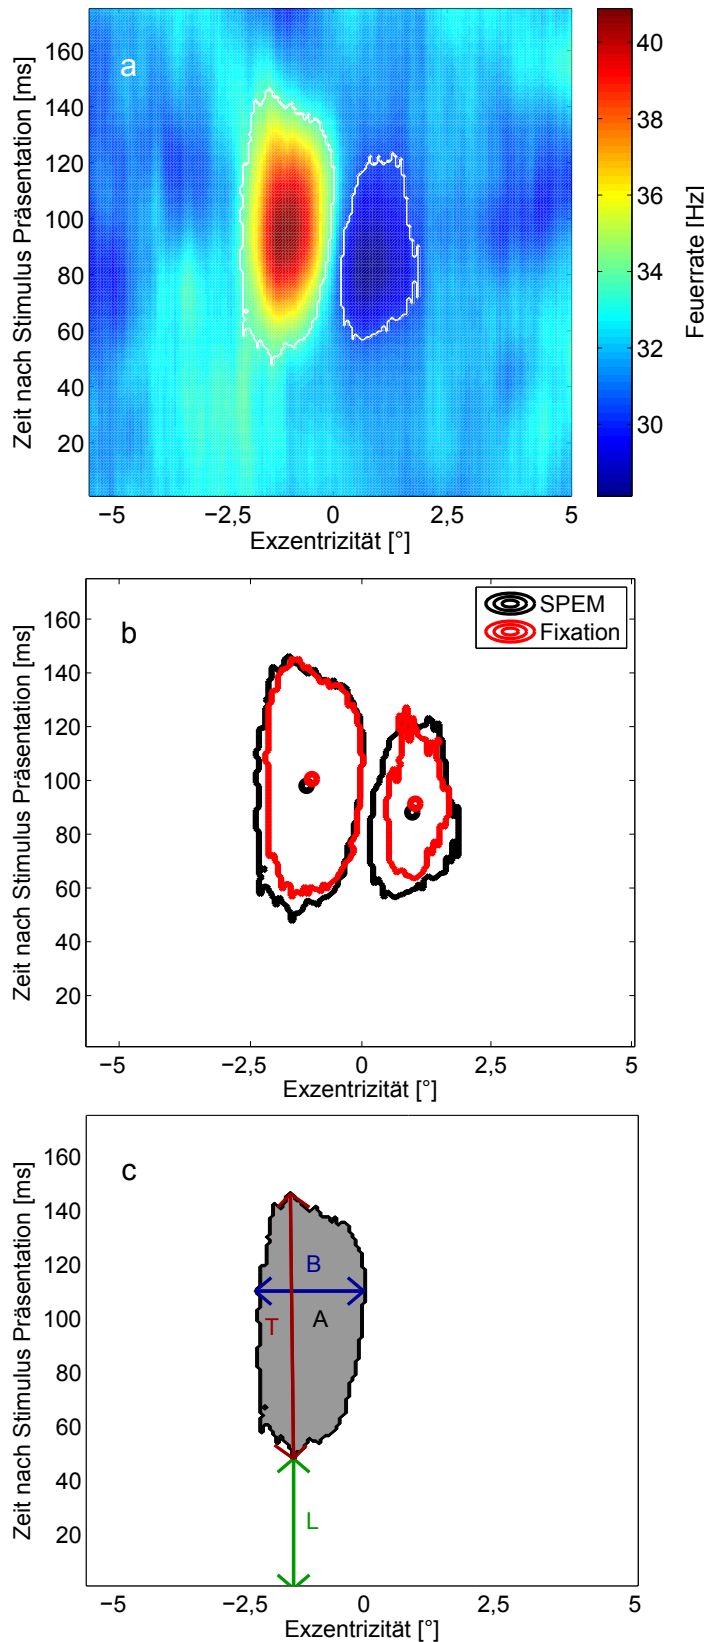 a
Zeit nach Stimulus Präsentation [ms]
160
140
120
100
80
60
40
20
−5
−2,5
0
2,5
5
Exzentrizität [°]
40
38
36
34
32
30
Feuerrate [Hz]
b
SPEM
Fixation
Zeit nach Stimulus Präsentation [ms]
160
140
120
100
80
60
40
20
−5
−2,5
0
2,5
5
Exzentrizität [°]
c
Zeit nach Stimulus Präsentation [ms]
160
140
120
100
80
60
40
20
B
T
A
L
−5
−2,5
0
2,5
5
Exzentrizität [°]